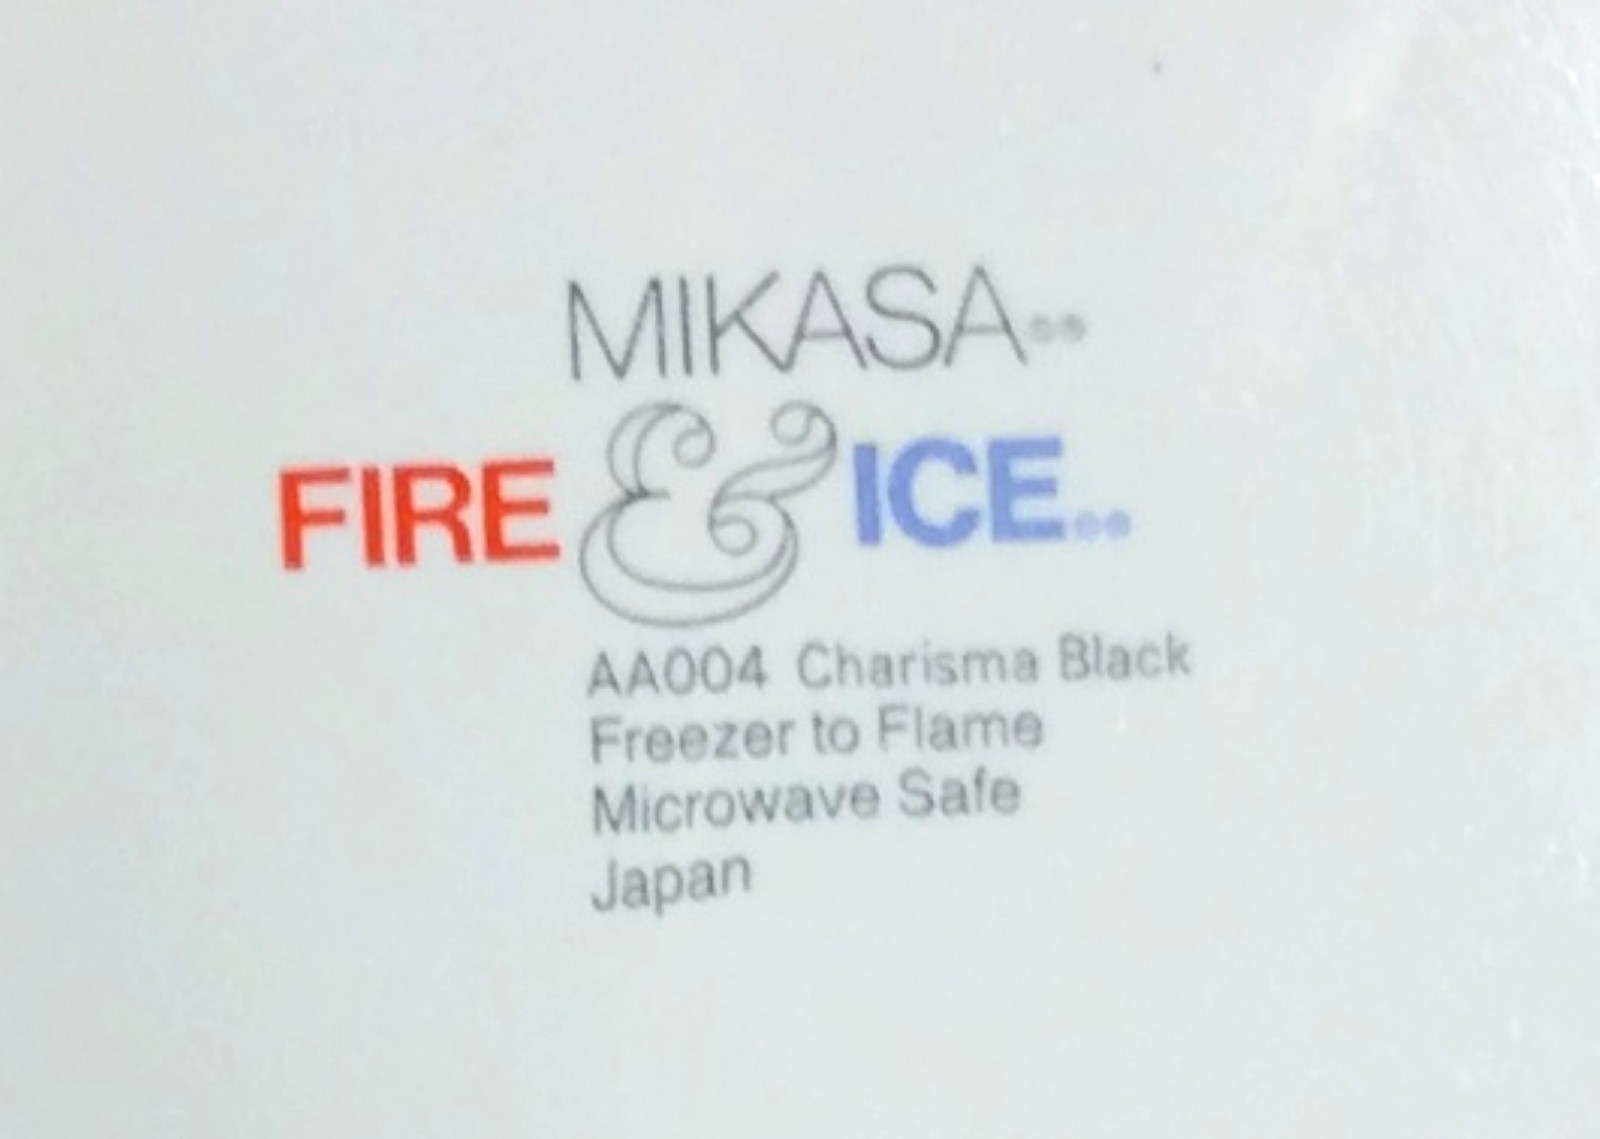 MIKASA
FIRE & ICE
AA004 Charisma Black
Freezer to Flame
Microwave Safe
Japan